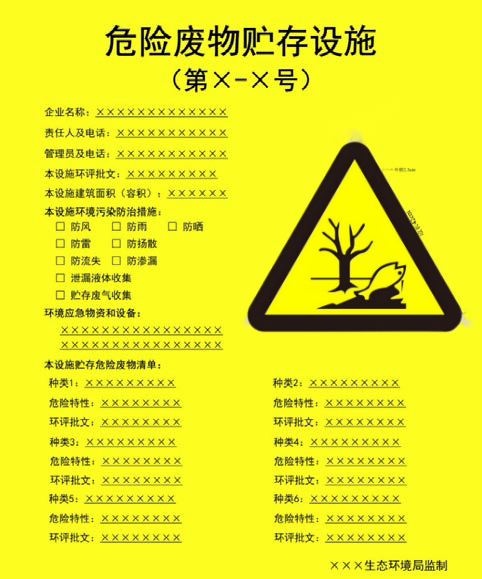 危险废物贮存设施
（第×-×号）
企业名称：×××××××××××××
责任人及电话：×××××××××××
管理员及电话：×××××××××××
本设施环评批文：×××××××××
本设施建筑面积（容积）：××××××
本设施环境污染防治措施：
□ 防风 □ 防雨 □ 防晒
□ 防雷 □ 防扬散
□ 防流失 □ 防渗漏
□ 泄漏液体收集
□ 贮存废气收集
环境应急物资和设备：
××××××××××××××××
××××××××××××××××
本设施贮存危险废物清单：
种类1：××××××××× 种类2：×××××××××
危险特性：×××××××× 危险特性：××××××××
环评批文：×××××××× 环评批文：××××××××
种类3：××××××××× 种类4：×××××××××
危险特性：×××××××× 危险特性：××××××××
环评批文：×××××××× 环评批文：××××××××
种类5：××××××××× 种类6：×××××××××
危险特性：×××××××× 危险特性：××××××××
环评批文：×××××××× 环评批文：××××××××
×××生态环境局监制